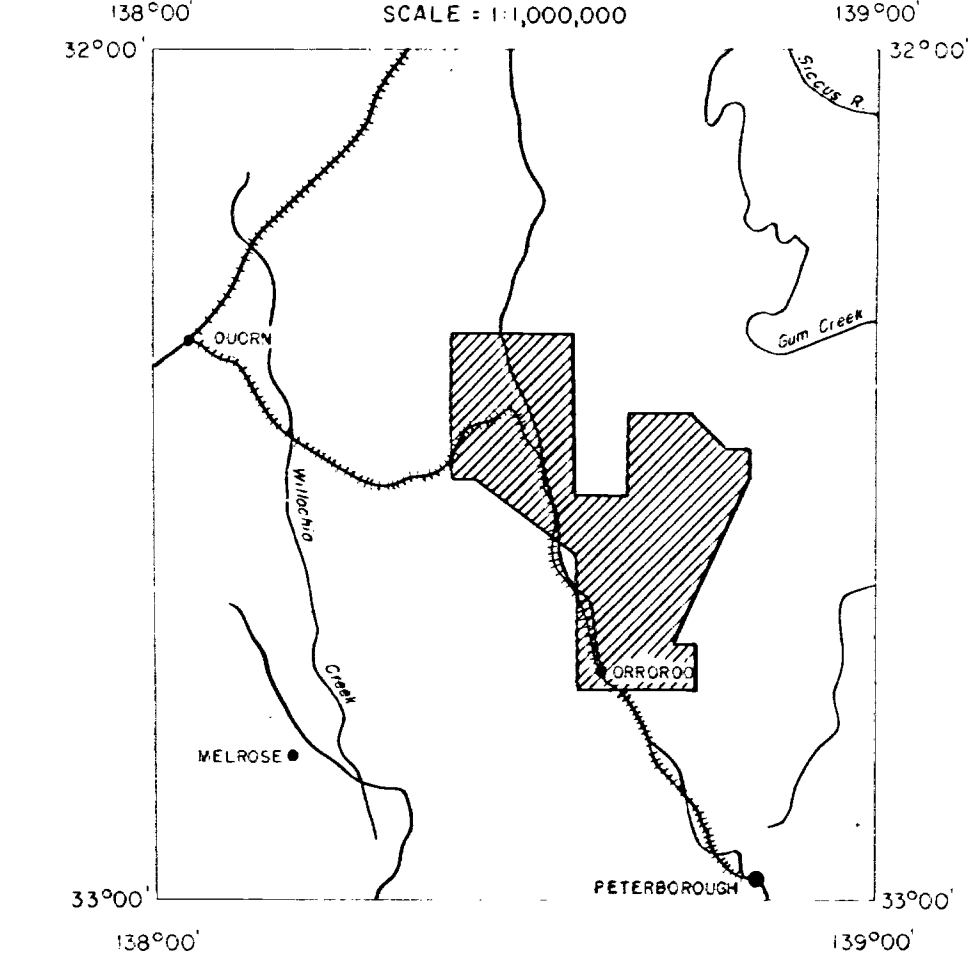 138°00'
SCALE = 1:1,000,000
139°00'
32°00'
32°00'
Siccus R.
QUORN
Gum Creek
Willochia
ORROROO
Creek
MELROSE
PETERBOROUGH
33°00'
33°00'
138°00'
139°00'